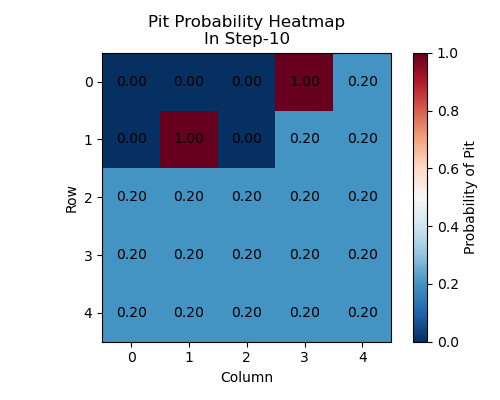 Pit Probability Heatmap
In Step-10
0 0.00 0.00 0.00 1.00 0.20
1 0.00 1.00 0.00 0.20 0.20
2 0.20 0.20 0.20 0.20 0.20
3 0.20 0.20 0.20 0.20 0.20
4 0.20 0.20 0.20 0.20 0.20
0 1 2 3 4
Column
Row
1.0
0.8
0.6
0.4
0.2
0.0
Probability of Pit